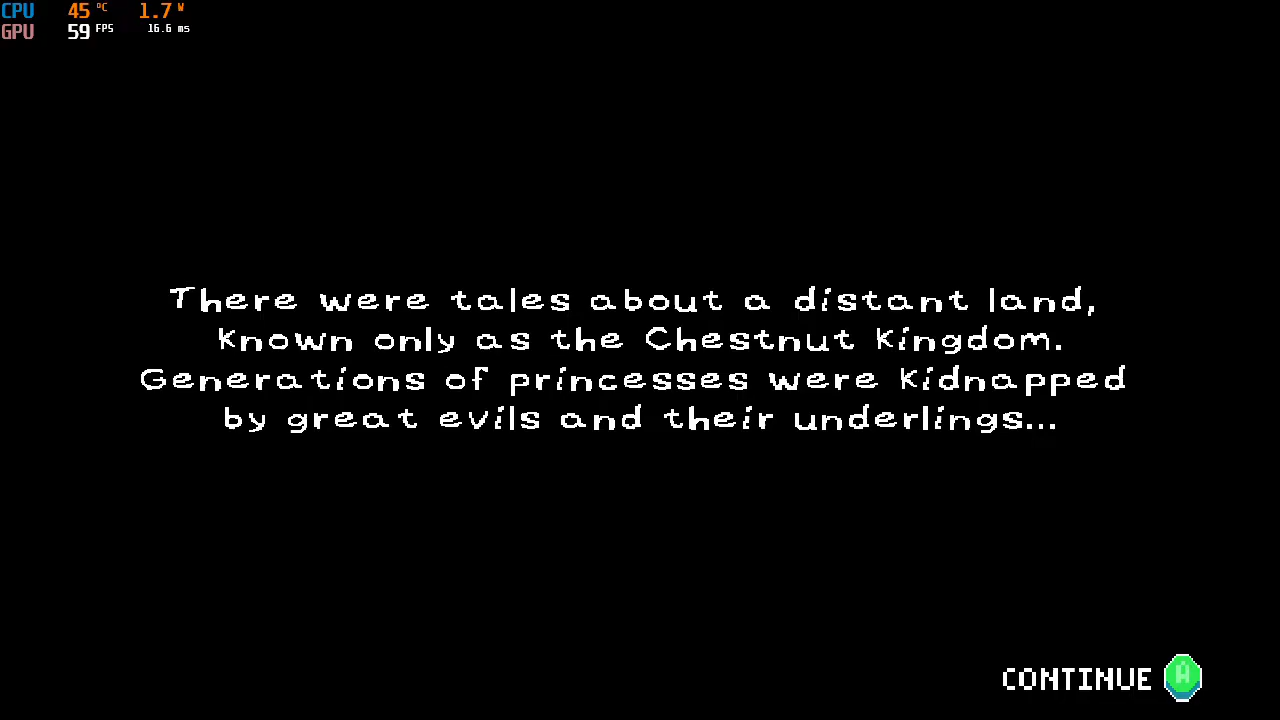 CPU 45 °C 1.7 W
GPU 59 FPS 16.6 ms
There were tales about a distant land,
known only as the Chestnut Kingdom.
Generations of princesses were kidnapped
by great evils and their underlings...
CONTINUE A